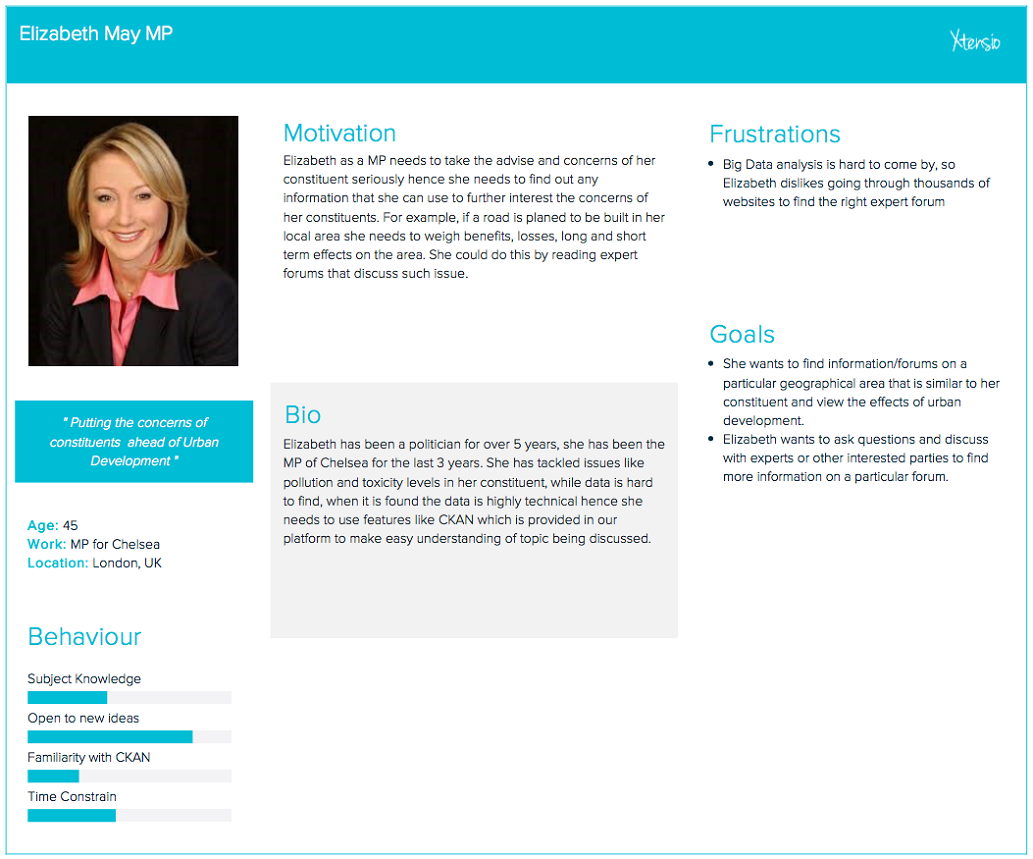 Elizabeth May MP
Xtensio
Motivation
Elizabeth as a MP needs to take the advise and concerns of her
constituent seriously hence she needs to find out any
information that she can use to further interest the concerns of
her constituents. For example, if a road is planed to be built in her
local area she needs to weigh benefits, losses, long and short
term effects on the area. She could do this by reading expert
forums that discuss such issue.
Frustrations
• Big Data analysis is hard to come by, so
Elizabeth dislikes going through thousands of
websites to find the right expert forum
Goals
• She wants to find information/forums on a
particular geographical area that is similar to her
constituent and view the effects of urban
development.
• Elizabeth wants to ask questions and discuss
with experts or other interested parties to find
more information on a particular forum.
" Putting the concerns of
constituents ahead of Urban
Development "
Bio
Elizabeth has been a politician for over 5 years, she has been the
MP of Chelsea for the last 3 years. She has tackled issues like
pollution and toxicity levels in her constituent, while data is hard
to find, when it is found the data is highly technical hence she
needs to use features like CKAN which is provided in our
platform to make easy understanding of topic being discussed.
Age: 45
Work: MP for Chelsea
Location: London, UK
Behaviour
Subject Knowledge
Open to new ideas
Familiarity with CKAN
Time Constrain